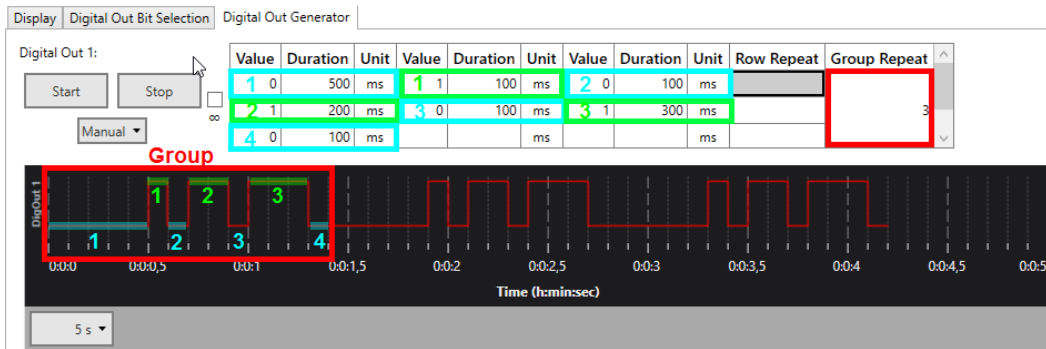 Display Digital Out Bit Selection Digital Out Generator
Digital Out 1:
Start Stop
∞
Manual
Value Duration Unit Value Duration Unit Value Duration Unit Row Repeat Group Repeat
1 0 500 ms 1 1 100 ms 2 0 100 ms
2 1 200 ms 3 0 100 ms 3 1 300 ms 3
4 0 100 ms ms ms
Group
DigOut 1
1 2 3
1 2 3 4
0:0:0 0:0:0,5 0:0:1 0:0:1,5 0:0:2 0:0:2,5 0:0:3 0:0:3,5 0:0:4 0:0:4,5 0:0:5
Time (h:min:sec)
5 s